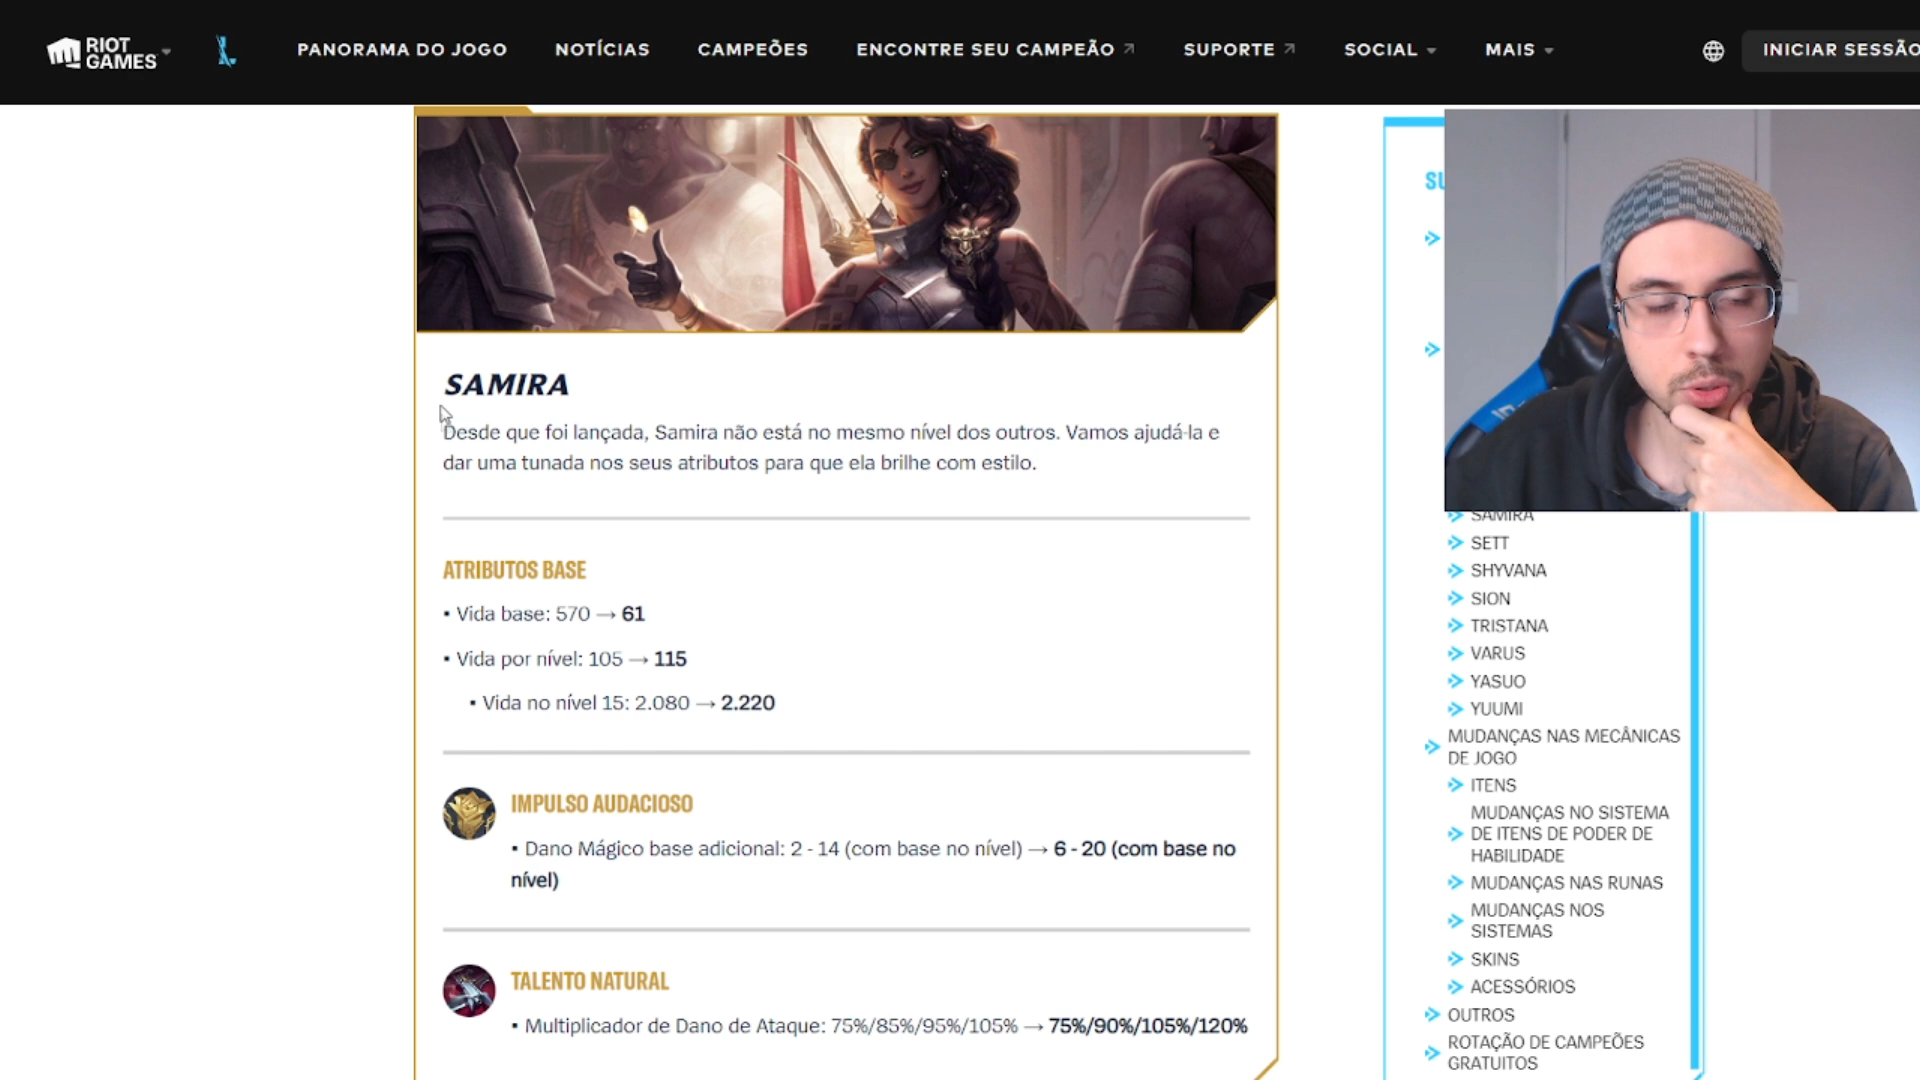 RIOT GAMES
PANORAMA DO JOGO
NOTÍCIAS
CAMPEÕES
ENCONTRE SEU CAMPEÃO
SUPORTE
SOCIAL
MAIS
INICIAR SESSÃO
SAMIRA
Desde que foi lançada, Samira não está no mesmo nível dos outros. Vamos ajudá-la e
dar uma tunada nos seus atributos para que ela brilhe com estilo.
ATRIBUTOS BASE
▪ Vida base: 570 → 61
▪ Vida por nível: 105 → 115
▪ Vida no nível 15: 2.080 → 2.220
IMPULSO AUDACIOSO
▪ Dano Mágico base adicional: 2 - 14 (com base no nível) → 6 - 20 (com base no
nível)
TALENTO NATURAL
▪ Multiplicador de Dano de Ataque: 75%/85%/95%/105% → 75%/90%/105%/120%
SU
SAMIRA
SETT
SHYVANA
SION
TRISTANA
VARUS
YASUO
YUUMI
MUDANÇAS NAS MECÂNICAS
DE JOGO
ITENS
MUDANÇAS NO SISTEMA
DE ITENS DE PODER DE
HABILIDADE
MUDANÇAS NAS RUNAS
MUDANÇAS NOS
SISTEMAS
SKINS
ACESSÓRIOS
OUTROS
ROTAÇÃO DE CAMPEÕES
GRATUITOS